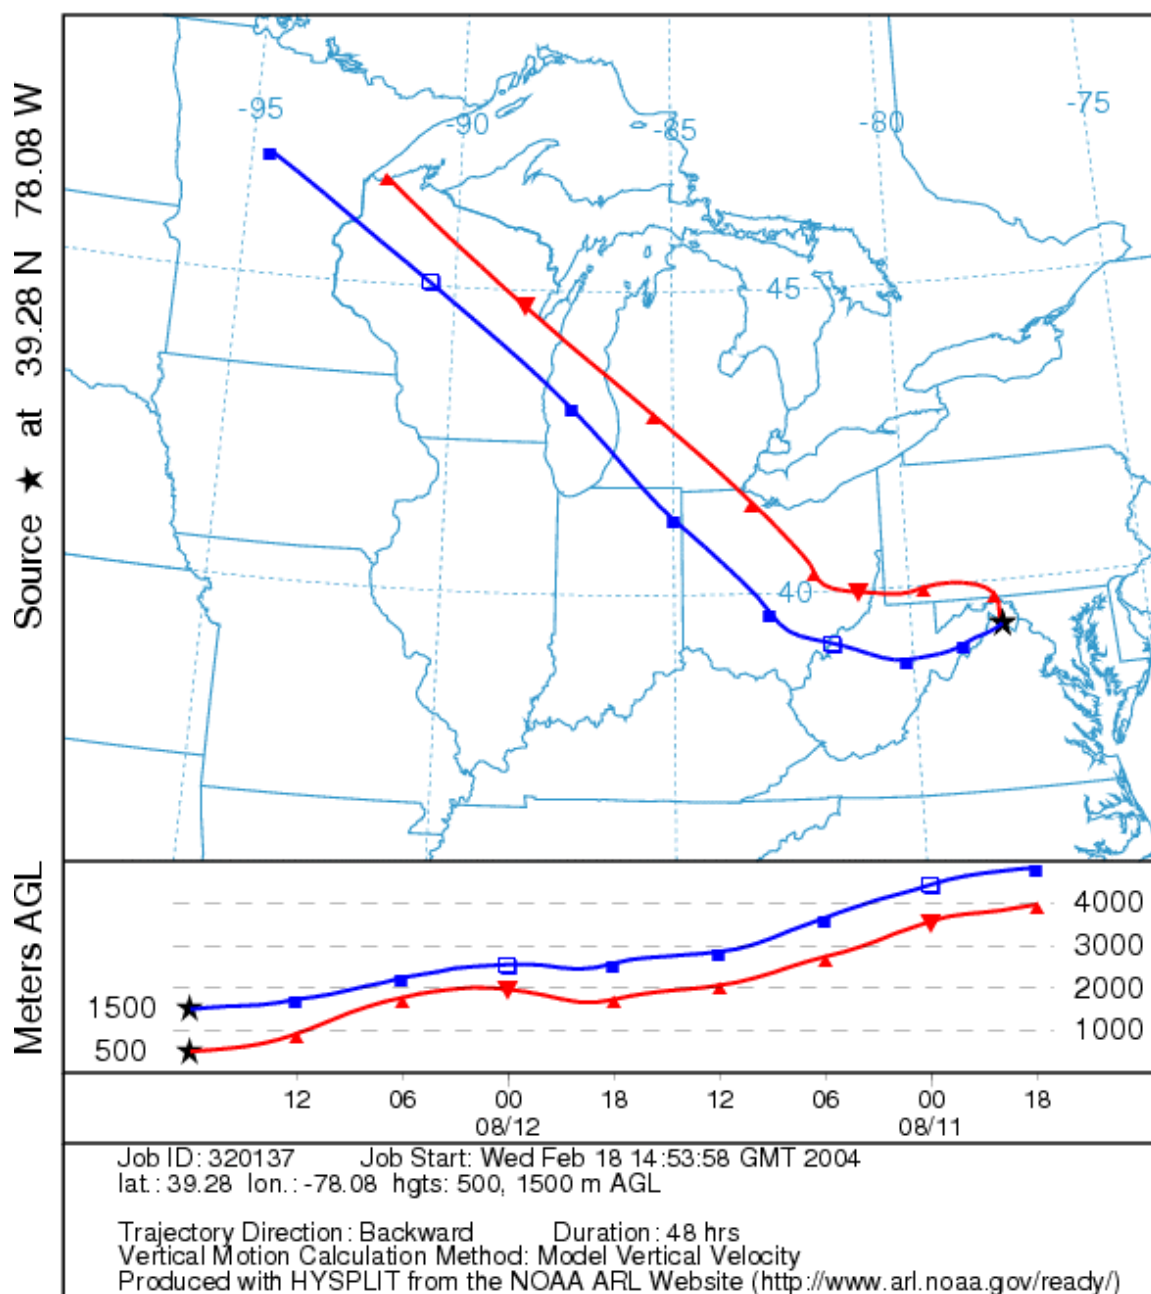 Source ★ at 39.28 N 78.08 W
-95
-90
-85
-80
-75
45
40
Meters AGL
1500
500
4000
3000
2000
1000
12 06 00 18 12 06 00 18
08/12 08/11
Job ID: 320137 Job Start: Wed Feb 18 14:53:58 GMT 2004
lat.: 39.28 lon.: -78.08 hgts: 500, 1500 m AGL
Trajectory Direction: Backward Duration: 48 hrs
Vertical Motion Calculation Method: Model Vertical Velocity
Produced with HYSPLIT from the NOAA ARL Website (http://www.arl.noaa.gov/ready/)